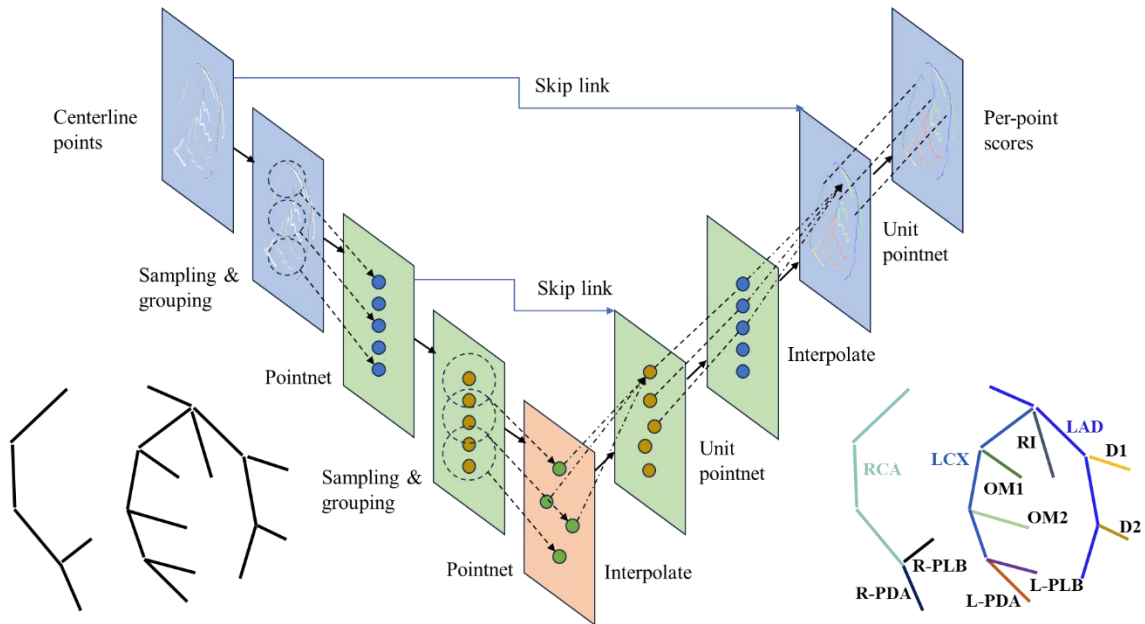 Skip link
Centerline
points
Per-point
scores
Sampling &
grouping
Unit
pointnet
Skip link
Pointnet
Interpolate
Sampling &
grouping
Unit
pointnet
Pointnet
Interpolate
LAD
RI
D1
LCX
RCA
OM1
OM2
D2
R-PLB
L-PLB
R-PDA
L-PDA